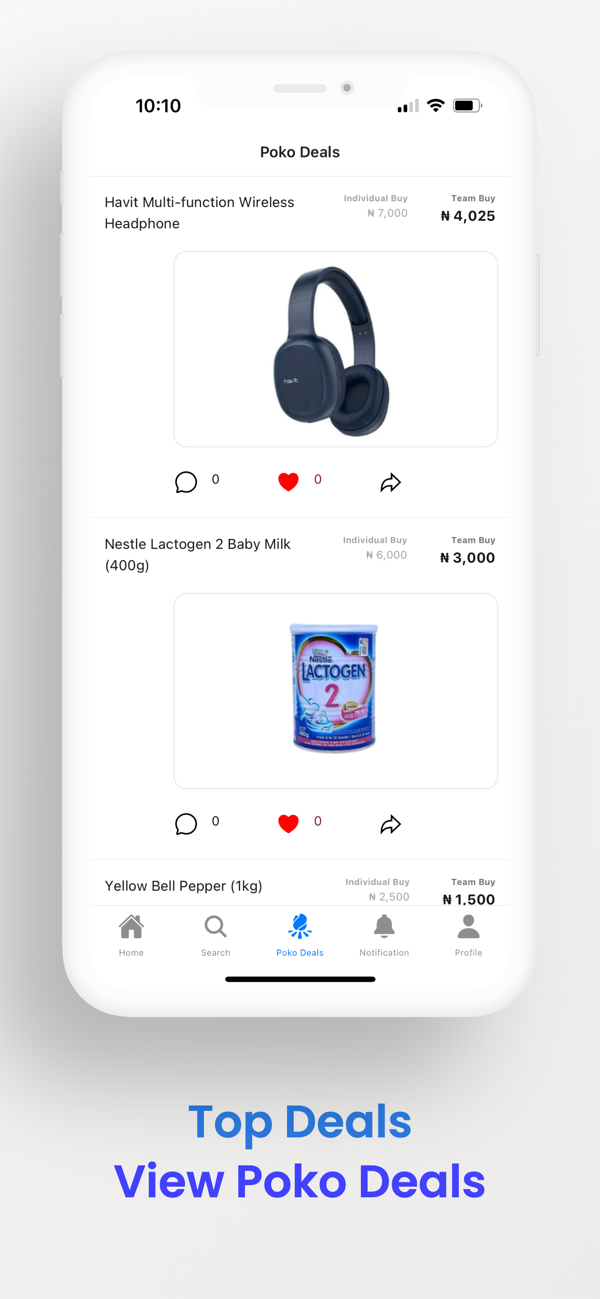 10:10
Poko Deals
Havit Multi-function Wireless
Headphone
Individual Buy
₦ 7,000
Team Buy
₦ 4,025
havit
0
0
Nestle Lactogen 2 Baby Milk
(400g)
Individual Buy
₦ 6,000
Team Buy
₦ 3,000
Nestlé
LACTOGEN
2
0
0
Yellow Bell Pepper (1kg)
Individual Buy
₦ 2,500
Team Buy
₦ 1,500
Home
Search
Poko Deals
Notification
Profile
Top Deals
View Poko Deals